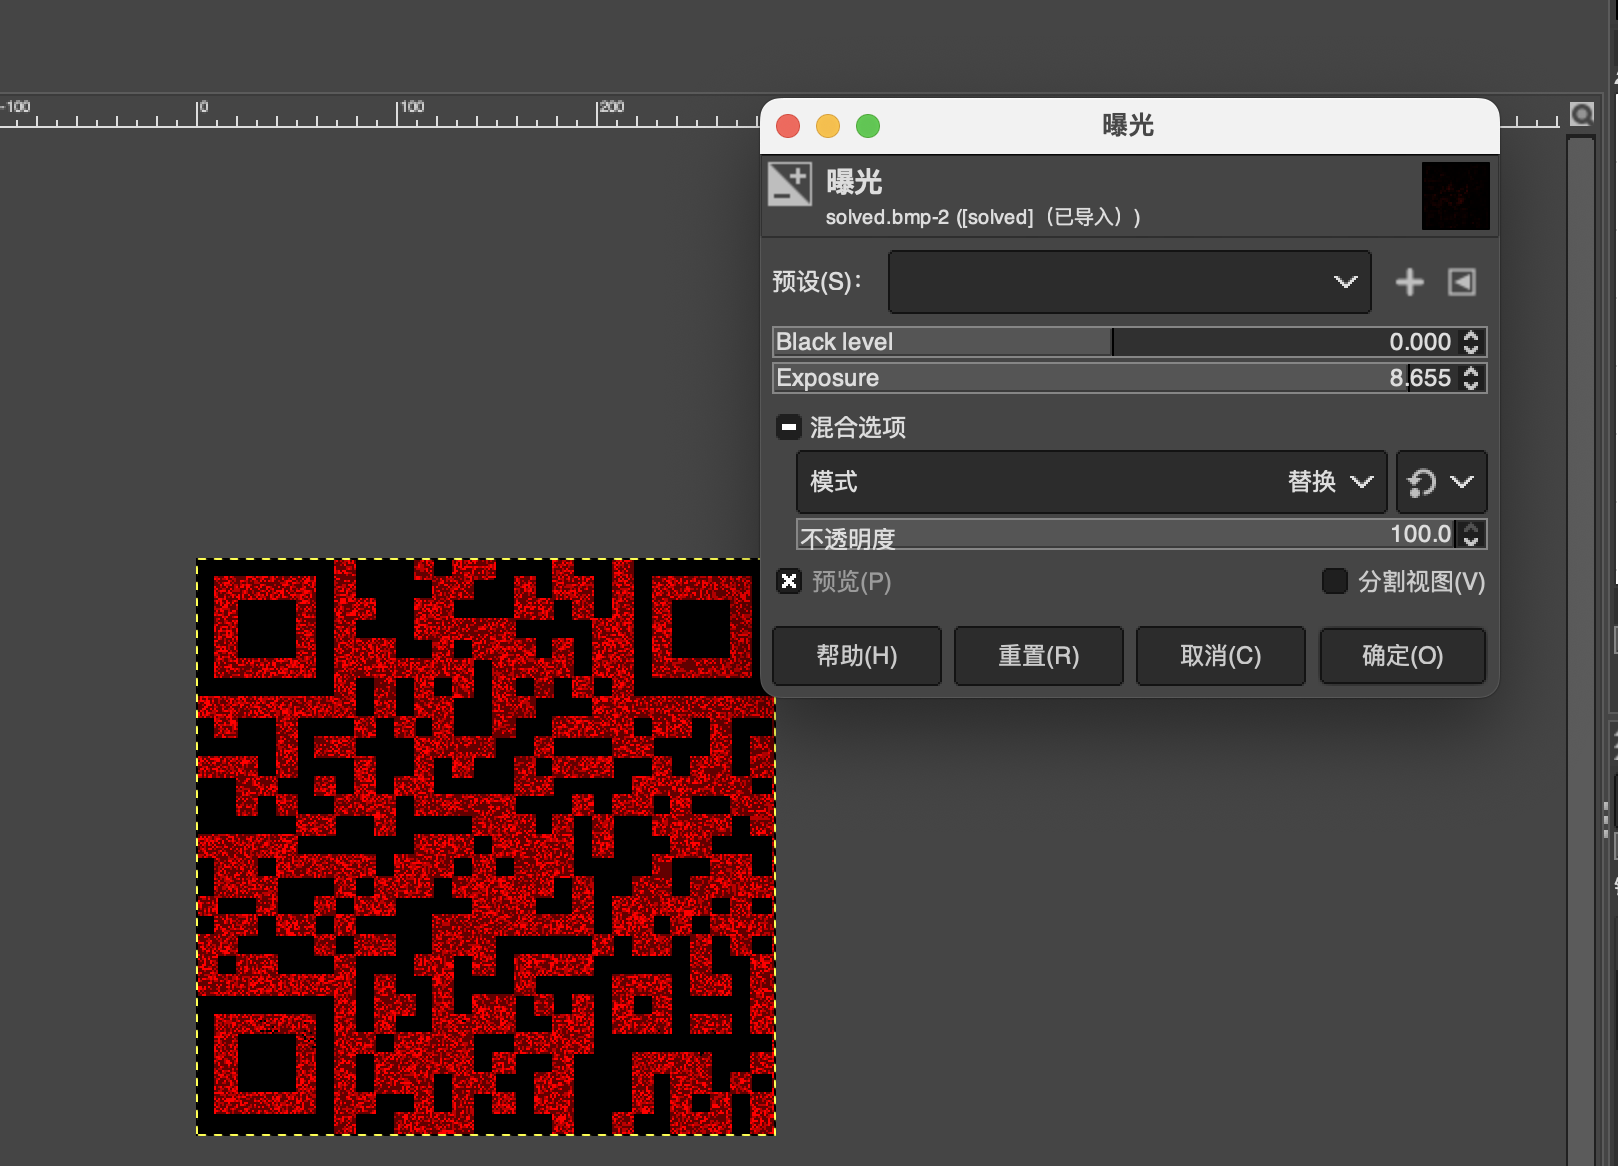 -100
0
100
200
曝光
曝光
solved.bmp-2 ([solved]（已导入）)
预设(S)：
Black level 0.000
Exposure 8.655
混合选项
模式 替换
不透明度 100.0
预览(P) 分割视图(V)
帮助(H) 重置(R) 取消(C) 确定(O)